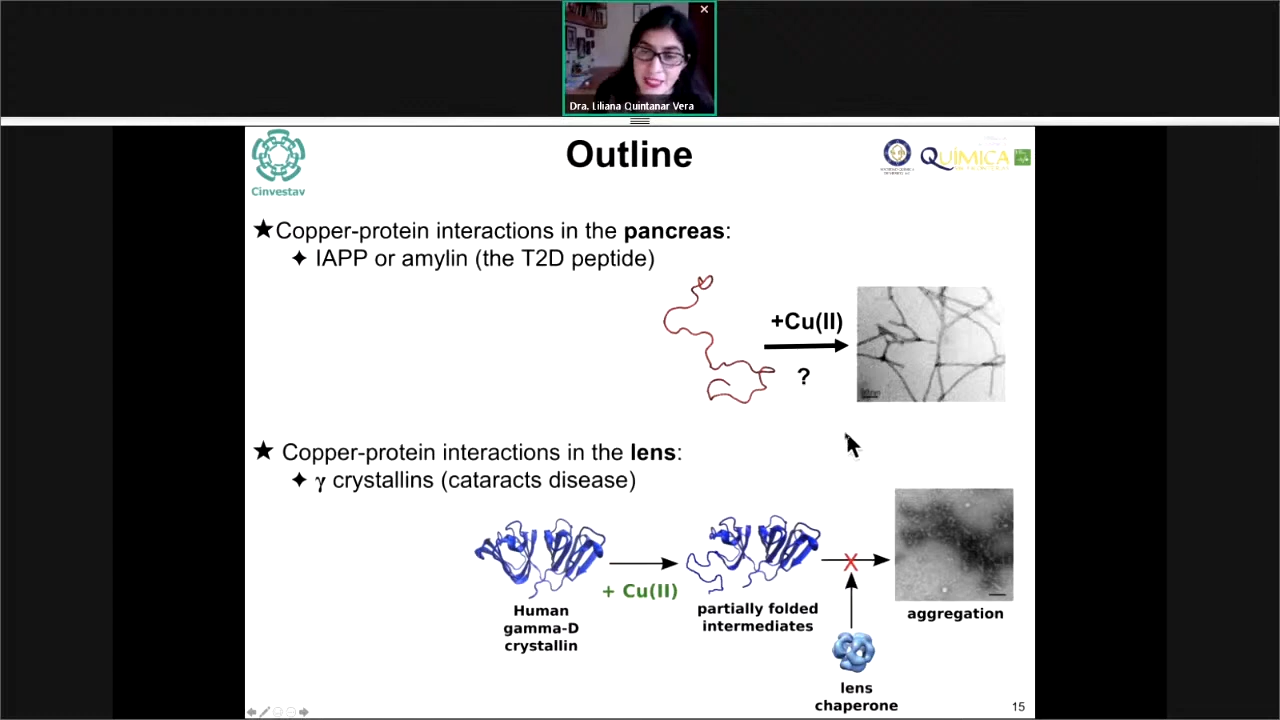 Dra. Liliana Quintanar Vera
Outline
Cinvestav
QUÍMICA
★Copper-protein interactions in the pancreas:
✦ IAPP or amylin (the T2D peptide)
+Cu(II)
?
★ Copper-protein interactions in the lens:
✦ γ crystallins (cataracts disease)
+ Cu(II)
X
Human
gamma-D
crystallin
partially folded
intermediates
aggregation
lens
chaperone
15